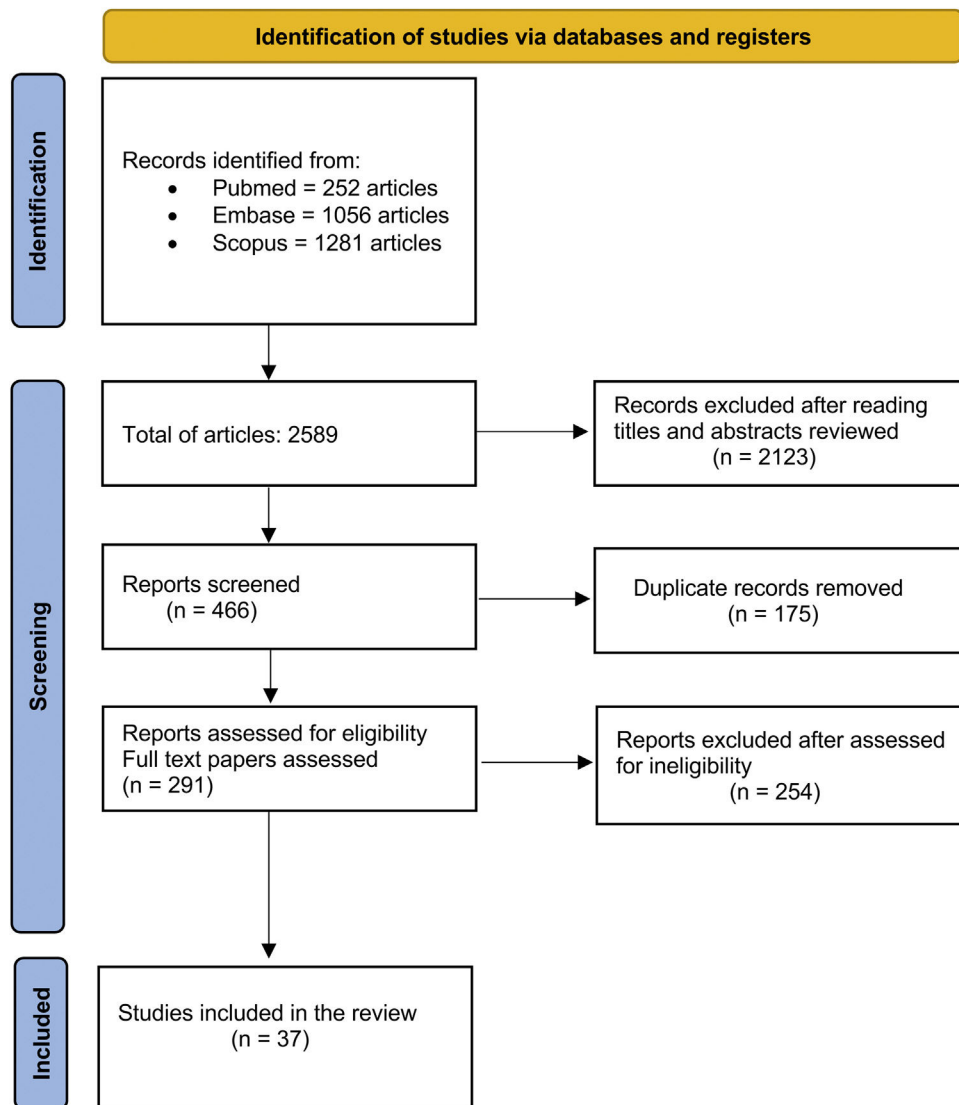 Identification of studies via databases and registers
Identification
Records identified from:
• Pubmed = 252 articles
• Embase = 1056 articles
• Scopus = 1281 articles
Screening
Total of articles: 2589
Records excluded after reading
titles and abstracts reviewed
(n = 2123)
Reports screened
(n = 466)
Duplicate records removed
(n = 175)
Reports assessed for eligibility
Full text papers assessed
(n = 291)
Reports excluded after assessed
for ineligibility
(n = 254)
Included
Studies included in the review
(n = 37)